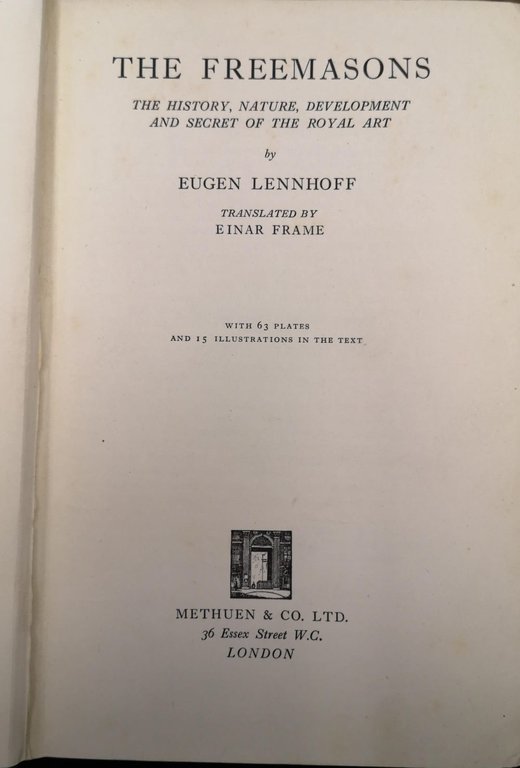 THE FREEMASONS
THE HISTORY, NATURE, DEVELOPMENT
AND SECRET OF THE ROYAL ART
by
EUGEN LENNHOFF
TRANSLATED BY
EINAR FRAME
WITH 63 PLATES
AND 15 ILLUSTRATIONS IN THE TEXT
METHUEN & CO. LTD.
36 Essex Street W.C.
LONDON